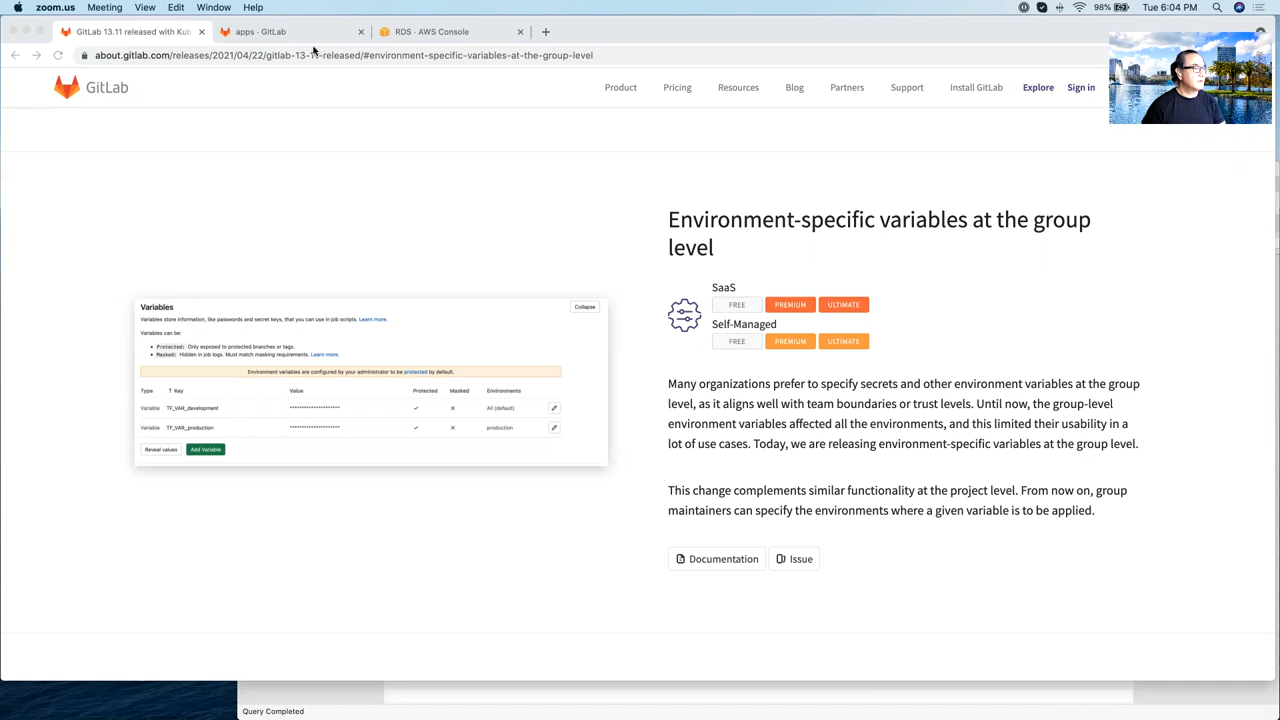 zoom.us Meeting View Edit Window Help 98% Tue 6:04 PM
GitLab 13.11 released with Kub apps · GitLab RDS · AWS Console
about.gitlab.com/releases/2021/04/22/gitlab-13-11-released/#environment-specific-variables-at-the-group-level
GitLab Product Pricing Resources Blog Partners Support Install GitLab Explore Sign in
Environment-specific variables at the group
level
SaaS
FREE PREMIUM ULTIMATE
Self-Managed
FREE PREMIUM ULTIMATE
Variables Collapse
Variables store information, like passwords and secret keys, that you can use in job scripts. Learn more.
Variables can be:
• Protected: Only exposed to protected branches or tags.
• Masked: Hidden in job logs. Must match masking requirements. Learn more.
Environment variables are configured by your administrator to be protected by default.
Type ↑ Key Value Protected Masked Environments
Variable TF_VAR_development ********************* All (default)
Variable TF_VAR_production ********************* production
Reveal values Add Variable
Many organizations prefer to specify secrets and other environment variables at the group
level, as it aligns well with team boundaries or trust levels. Until now, the group-level
environment variables affected all the environments, and this limited their usability in a
lot of use cases. Today, we are releasing environment-specific variables at the group level.
This change complements similar functionality at the project level. From now on, group
maintainers can specify the environments where a given variable is to be applied.
Documentation Issue
Query Completed